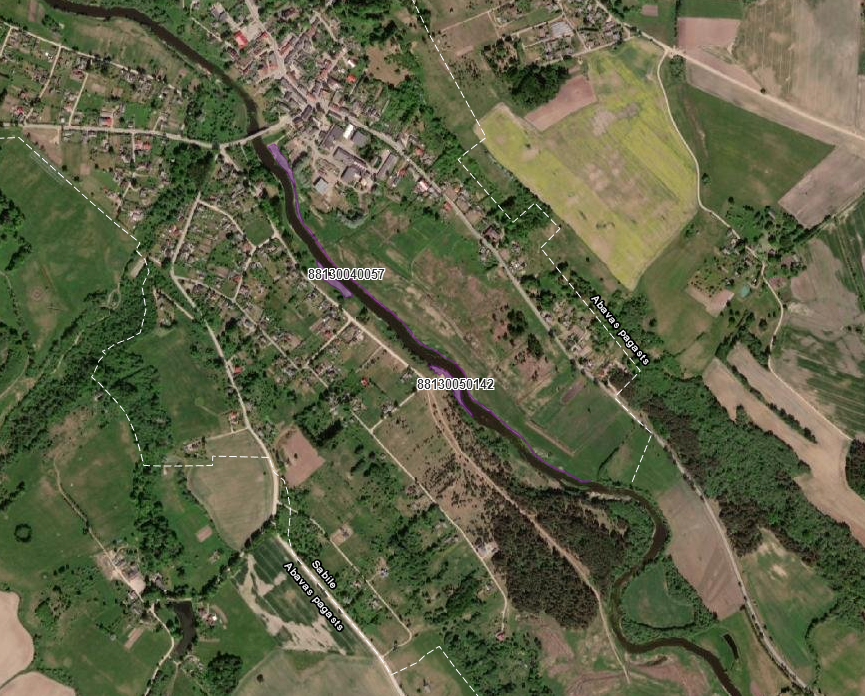 88130040057
Abavas pagasts
88130050142
Sabile
Abavas pagasts